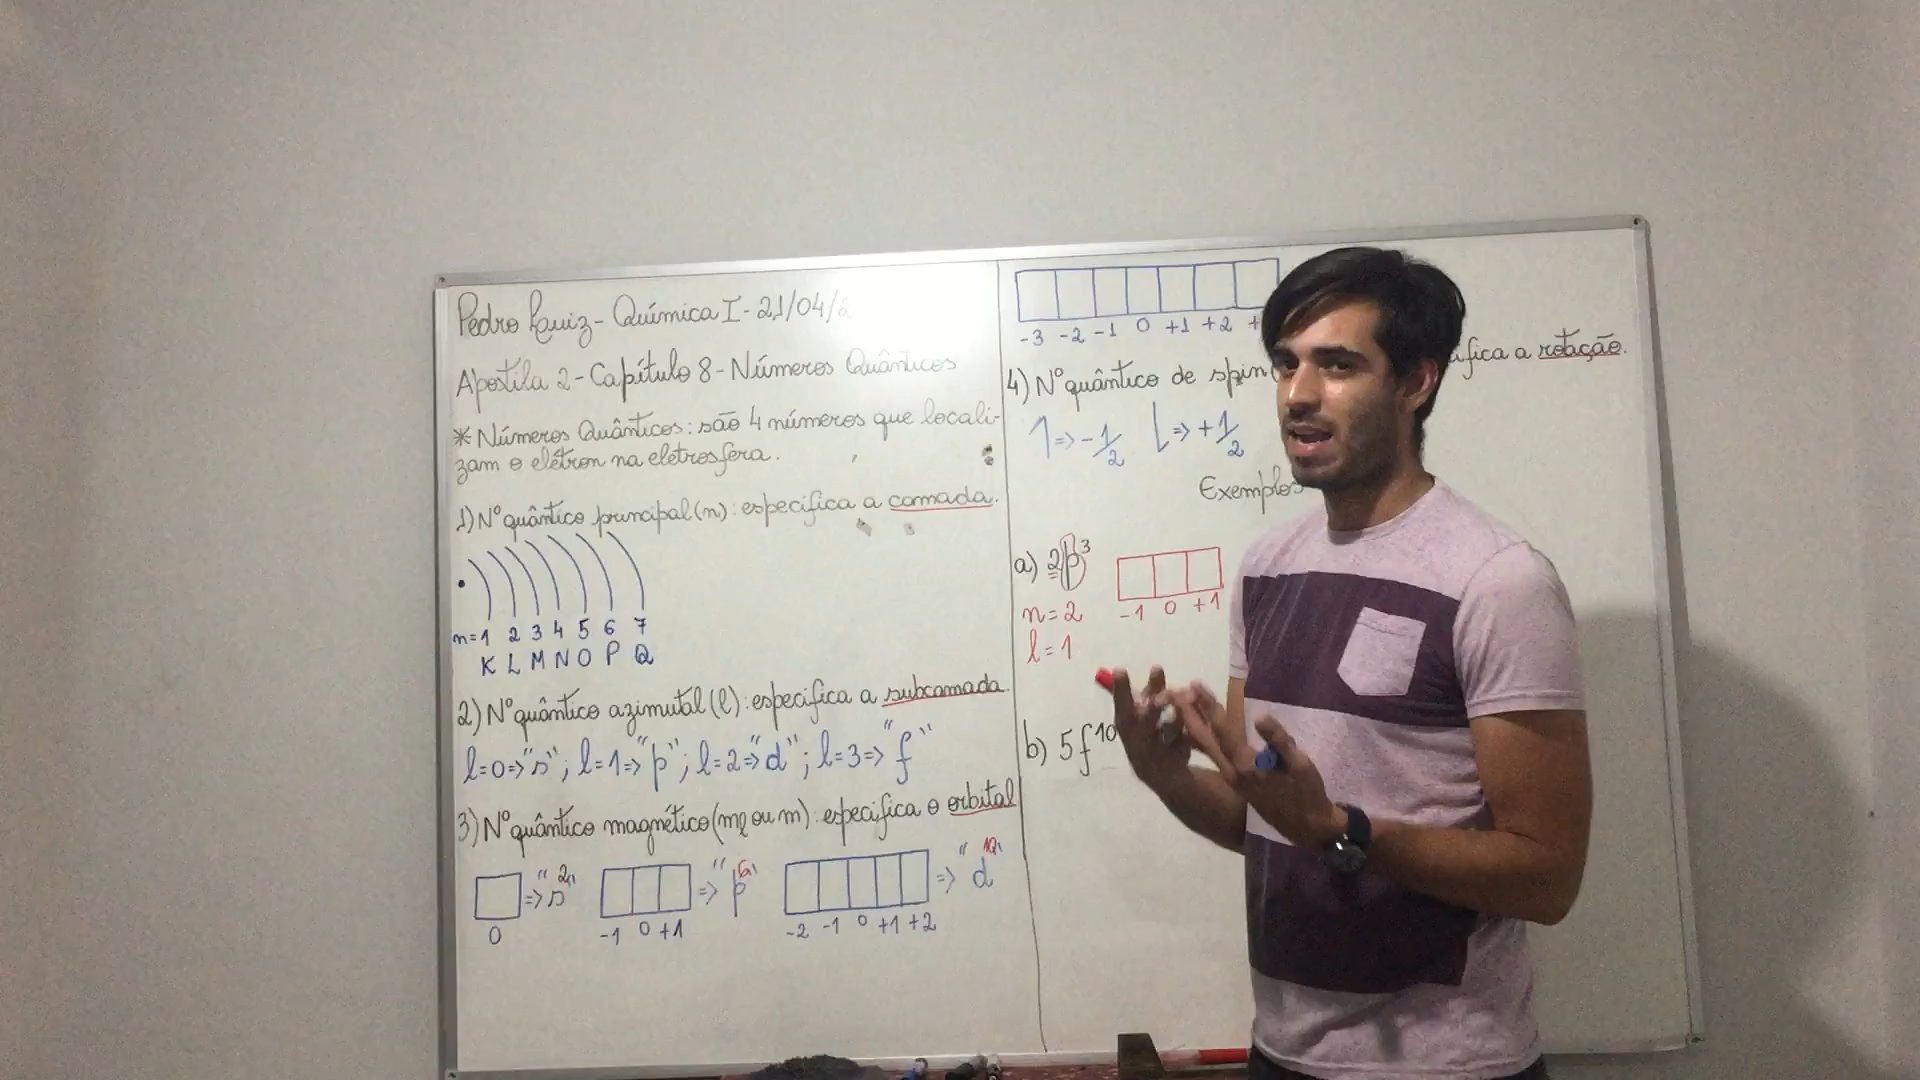 Pedro Luiz - Química I - 21/04/2
Apostila 2 - Capítulo 8 - Números Quânticos
* Números Quânticos: são 4 números que locali-
zam o elétron na eletrosfera.
1) Nº quântico principal (n): especifica a camada.
n=1 2 3 4 5 6 7
K L M N O P Q
2) Nº quântico azimutal (l): especifica a subcamada.
l=0=>"s"; l=1=>"p"; l=2=>"d"; l=3=>"f"
3) Nº quântico magnético (ml ou m): especifica o orbital
=> "s²" => "p⁶" => "d¹⁰"
0 -1 0 +1 -2 -1 0 +1 +2
-3 -2 -1 0 +1 +2 +
4) Nº quântico de spin ( ifica a rotação.
↿=> -1/2 ⇂=> +1/2
Exemplos
a) 2p³
-1 0 +1
n=2
l=1
b) 5f¹⁰